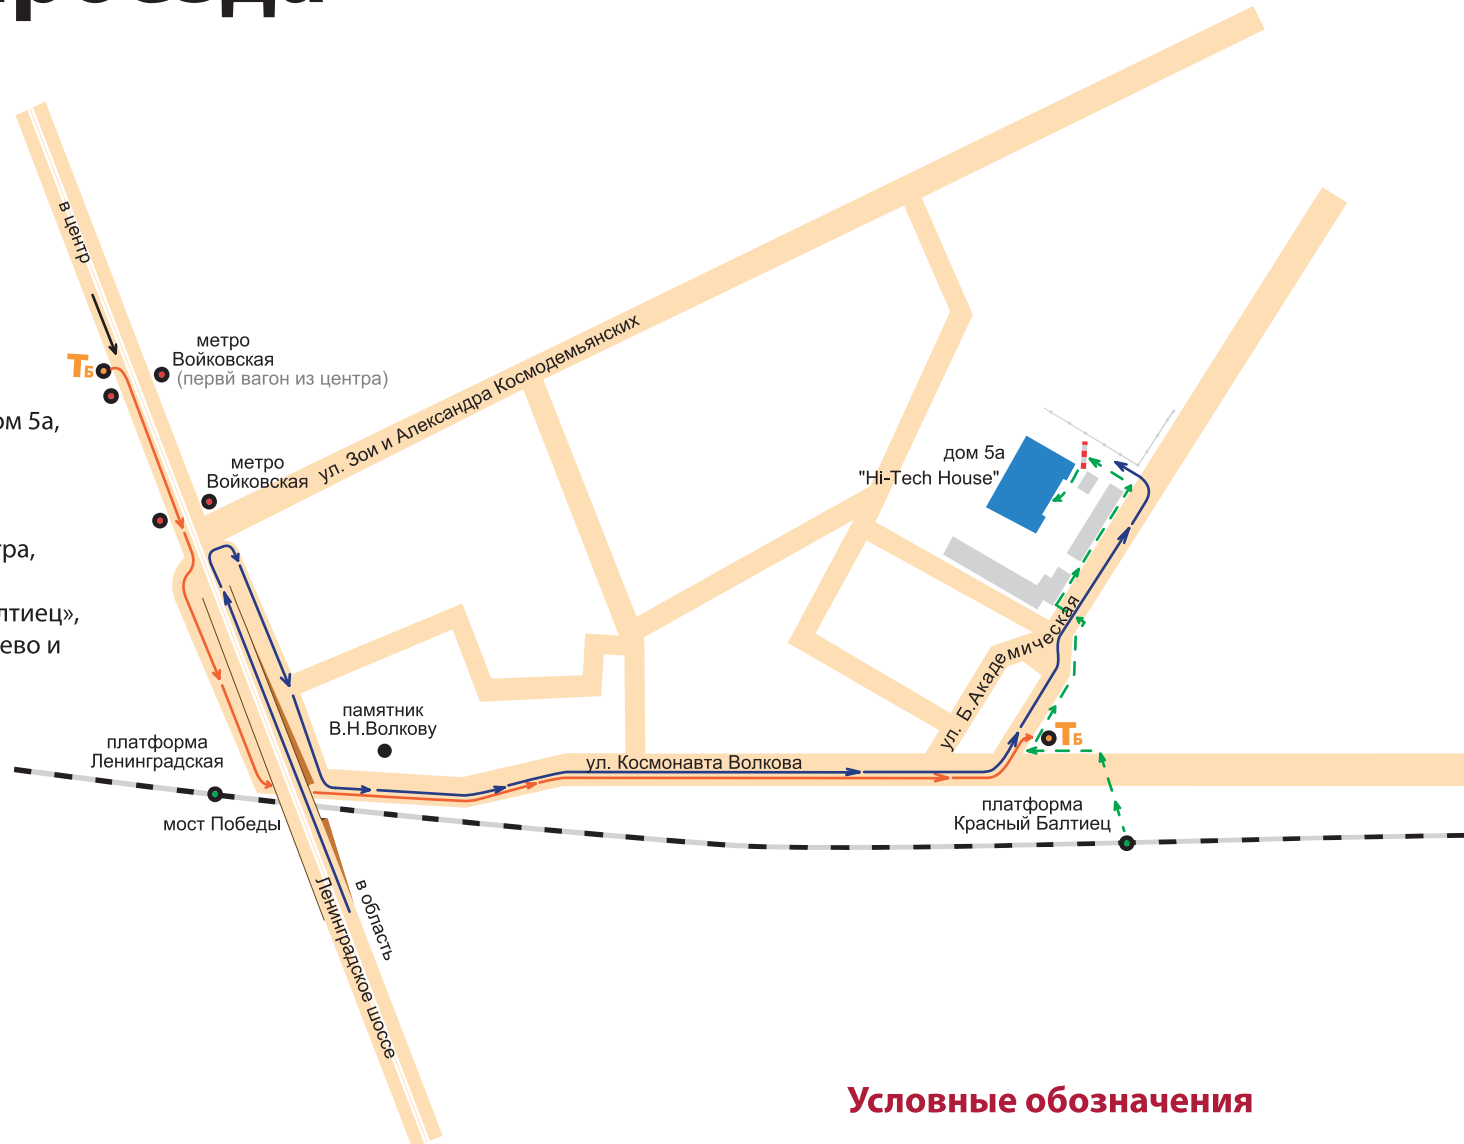 в центр
Tб
метро
Войковская
(первй вагон из центра)
ом 5а,
ул. Зои и Александра Космодемьянских
дом 5а
"Hi-Tech House"
метро
Войковская
тра,
лтиец»,
ево и
ул. Б. Академическая
памятник
В.Н.Волкову
платформа
Ленинградская
Tб
ул. Космонавта Волкова
платформа
Красный Балтиец
мост Победы
Ленинградское шоссе
в область
Условные обозначения